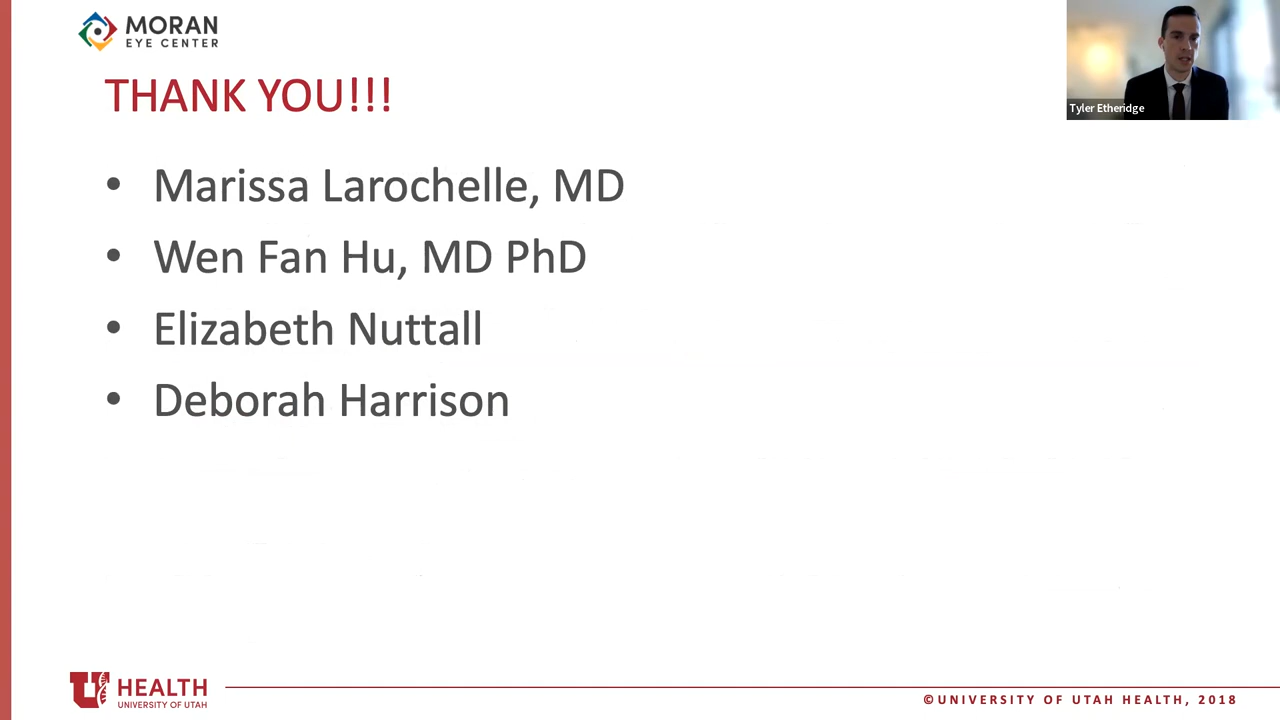 MORAN
EYE CENTER
Tyler Etheridge
THANK YOU!!!
• Marissa Larochelle, MD
• Wen Fan Hu, MD PhD
• Elizabeth Nuttall
• Deborah Harrison
U HEALTH
UNIVERSITY OF UTAH
©UNIVERSITY OF UTAH HEALTH, 2018